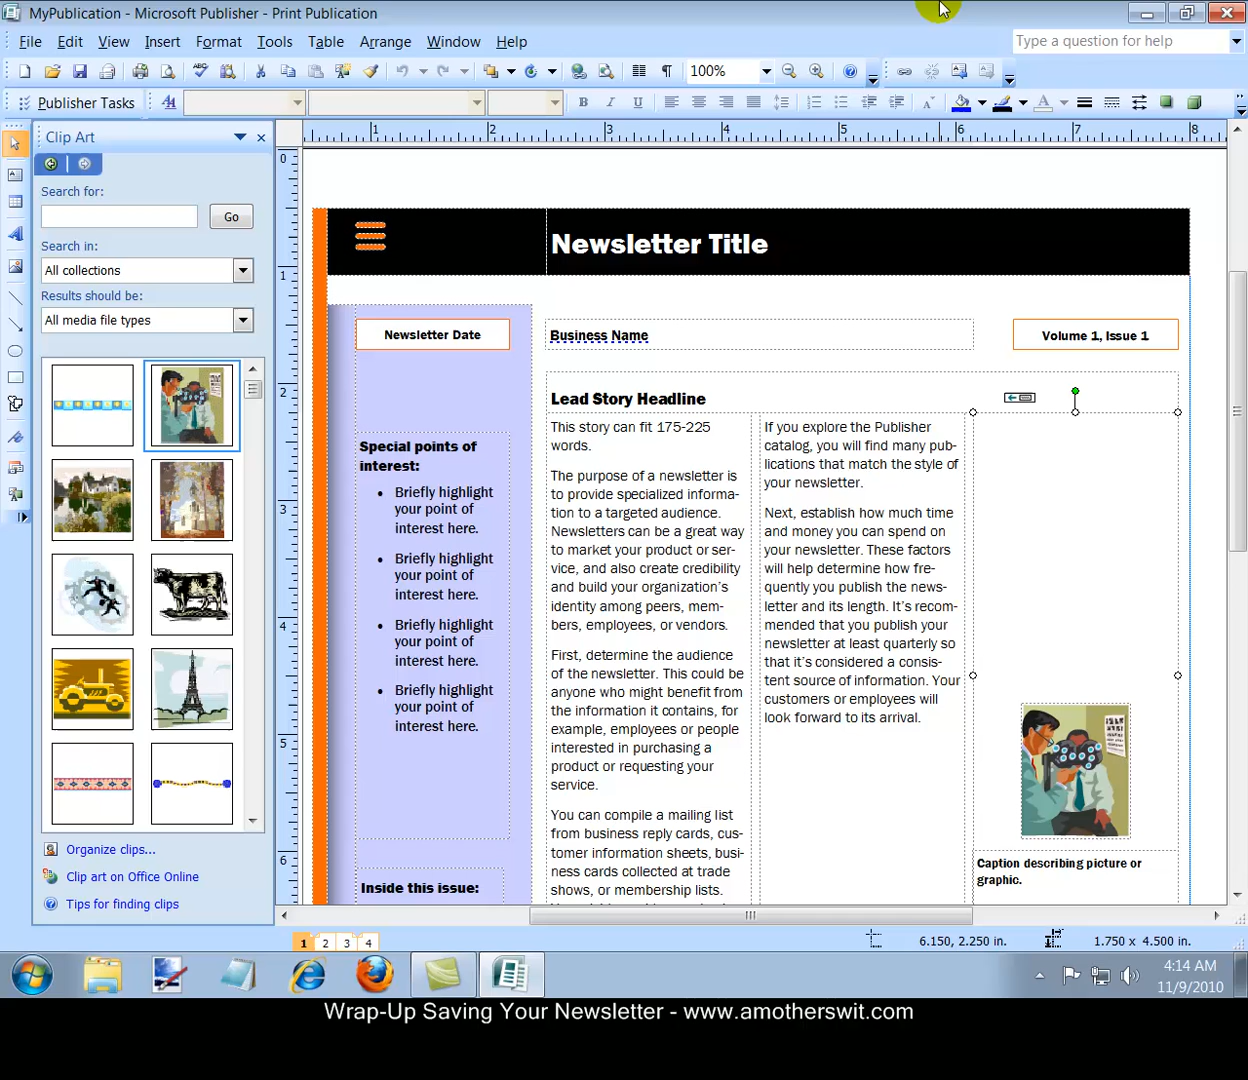 MyPublication - Microsoft Publisher - Print Publication
File Edit View Insert Format Tools Table Arrange Window Help
Type a question for help
100%
Publisher Tasks
Clip Art
Search for:
Go
Search in:
All collections
Results should be:
All media file types
Organize clips...
Clip art on Office Online
Tips for finding clips
1 2 3 4 5 6 7 8
0
1
2
3
4
5
6
Newsletter Title
Newsletter Date
Business Name
Volume 1, Issue 1
Special points of
interest:
• Briefly highlight
your point of
interest here.
• Briefly highlight
your point of
interest here.
• Briefly highlight
your point of
interest here.
• Briefly highlight
your point of
interest here.
Inside this issue:
Lead Story Headline
This story can fit 175-225
words.
The purpose of a newsletter is
to provide specialized informa-
tion to a targeted audience.
Newsletters can be a great way
to market your product or ser-
vice, and also create credibility
and build your organization's
identity among peers, mem-
bers, employees, or vendors.
First, determine the audience
of the newsletter. This could be
anyone who might benefit from
the information it contains, for
example, employees or people
interested in purchasing a
product or requesting your
service.
You can compile a mailing list
from business reply cards, cus-
tomer information sheets, busi-
ness cards collected at trade
shows, or membership lists.
If you explore the Publisher
catalog, you will find many pub-
lications that match the style of
your newsletter.
Next, establish how much time
and money you can spend on
your newsletter. These factors
will help determine how fre-
quently you publish the news-
letter and its length. It's recom-
mended that you publish your
newsletter at least quarterly so
that it's considered a consis-
tent source of information. Your
customers or employees will
look forward to its arrival.
Caption describing picture or
graphic.
1 2 3 4
6.150, 2.250 in.
1.750 x 4.500 in.
4:14 AM
11/9/2010
Wrap-Up Saving Your Newsletter - www.amotherswit.com